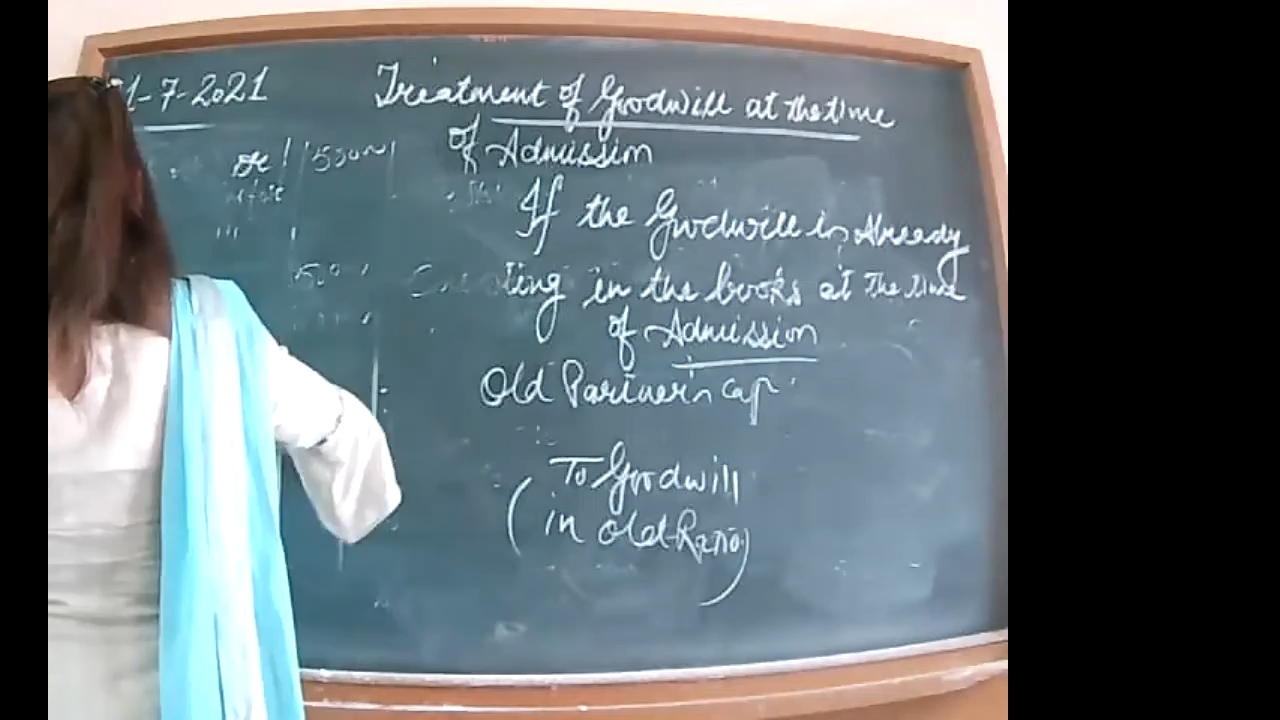 1-7-2021
Treatment of Goodwill at the time
of Admission
If the Goodwill is Already
in the books at the time
of Admission
Old Partner's cap
To Goodwill
(in old Ratio)